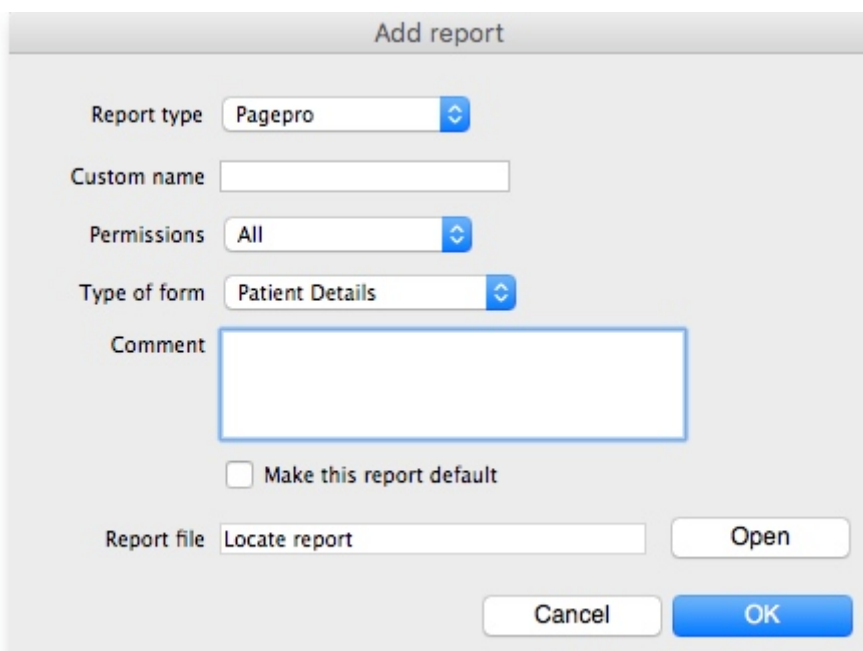 Add report
Report type Pagepro
Custom name
Permissions All
Type of form Patient Details
Comment
Make this report default
Report file Locate report Open
Cancel OK